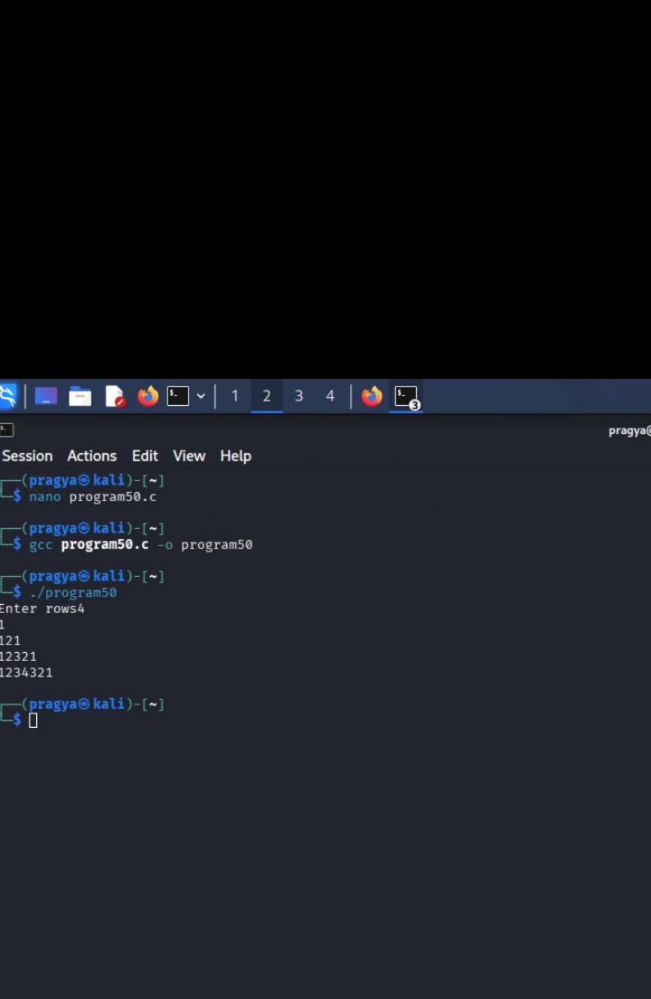 1 2 3 4 3
pragya@
Session Actions Edit View Help
(pragya㉿kali)-[~]
$ nano program50.c
(pragya㉿kali)-[~]
$ gcc program50.c -o program50
(pragya㉿kali)-[~]
$ ./program50
Enter rows4
1
121
12321
1234321
(pragya㉿kali)-[~]
$